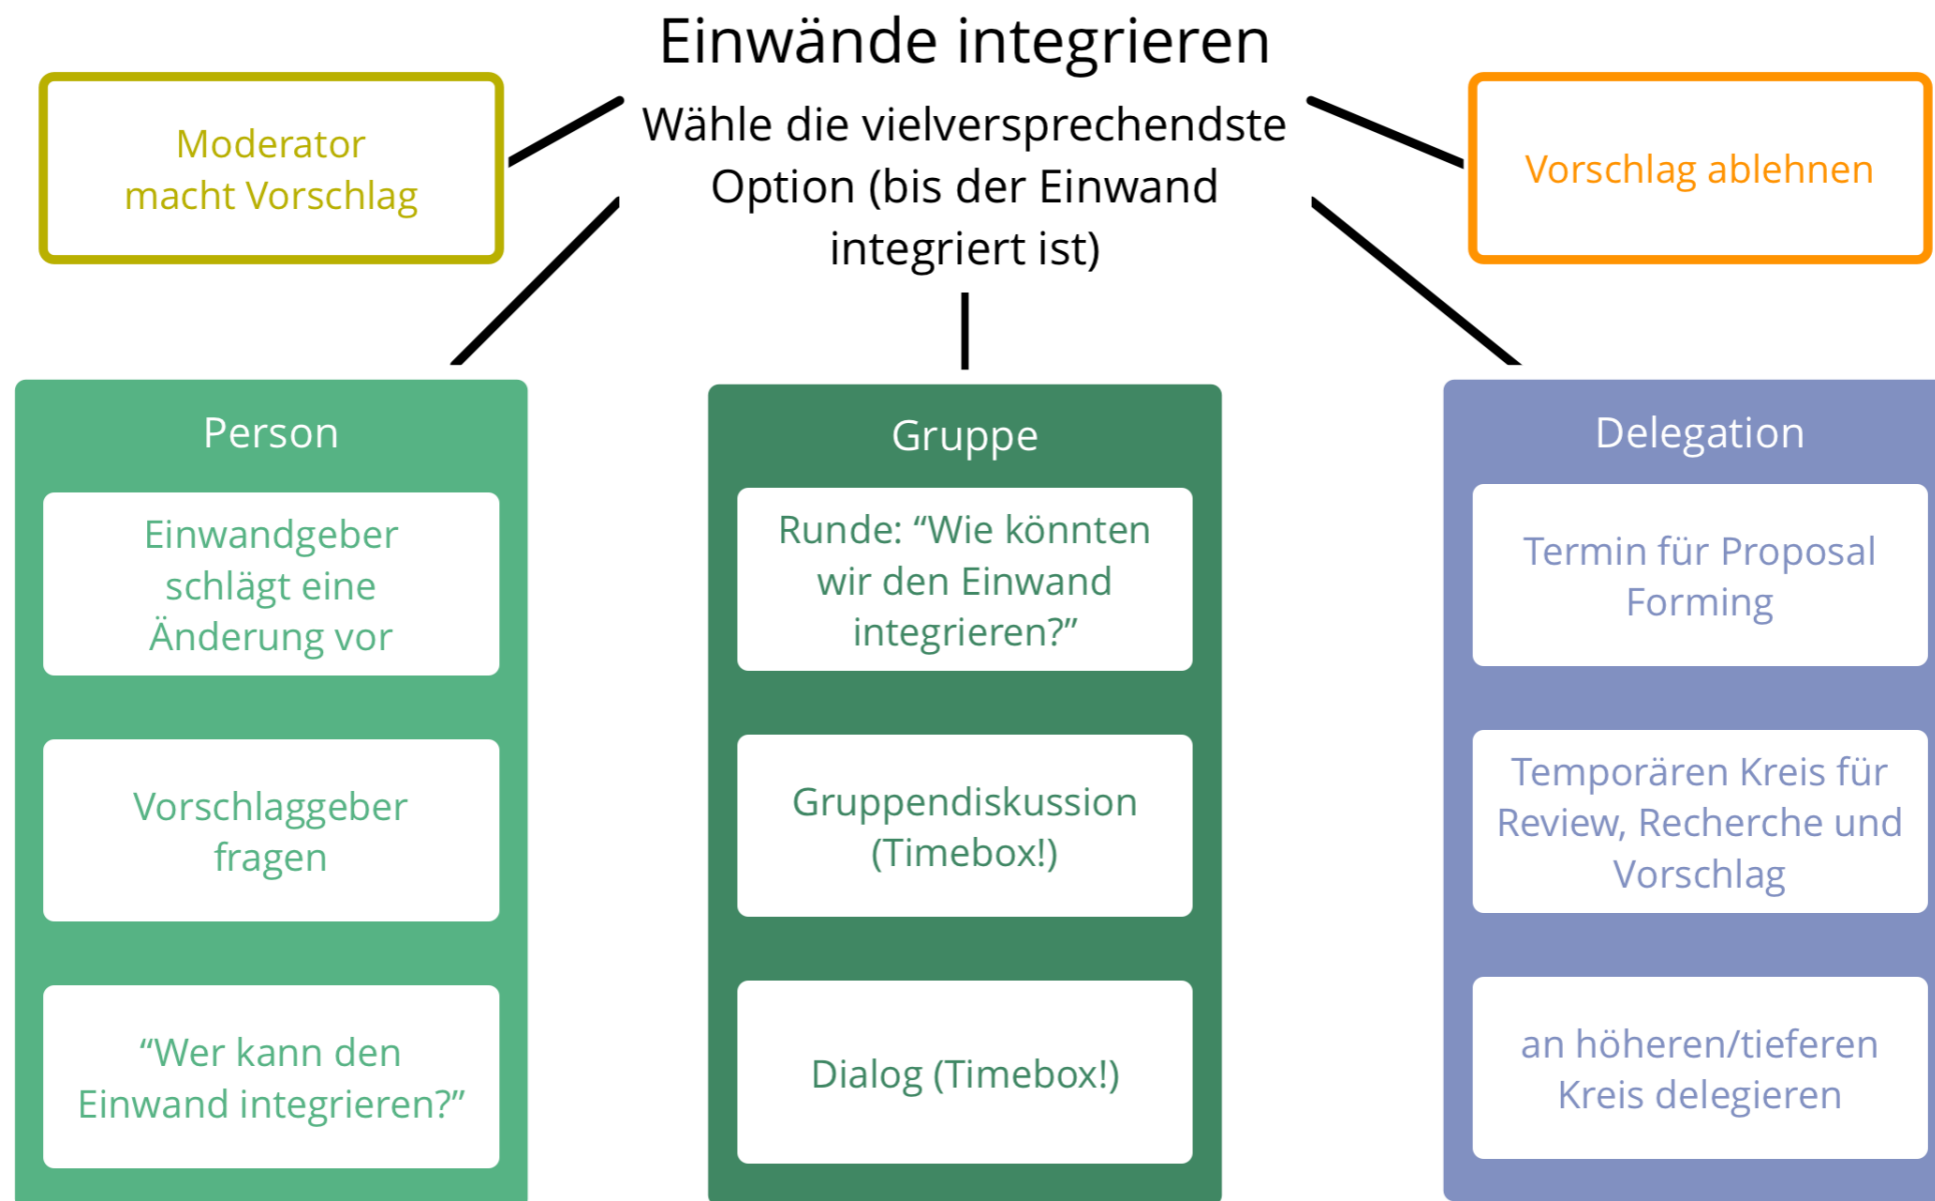 Einwände integrieren
Wähle die vielversprechendste
Option (bis der Einwand
integriert ist)
Moderator
macht Vorschlag
Vorschlag ablehnen
Person
Einwandgeber
schlägt eine
Änderung vor
Vorschlaggeber
fragen
“Wer kann den
Einwand integrieren?”
Gruppe
Runde: “Wie könnten
wir den Einwand
integrieren?”
Gruppendiskussion
(Timebox!)
Dialog (Timebox!)
Delegation
Termin für Proposal
Forming
Temporären Kreis für
Review, Recherche und
Vorschlag
an höheren/tieferen
Kreis delegieren